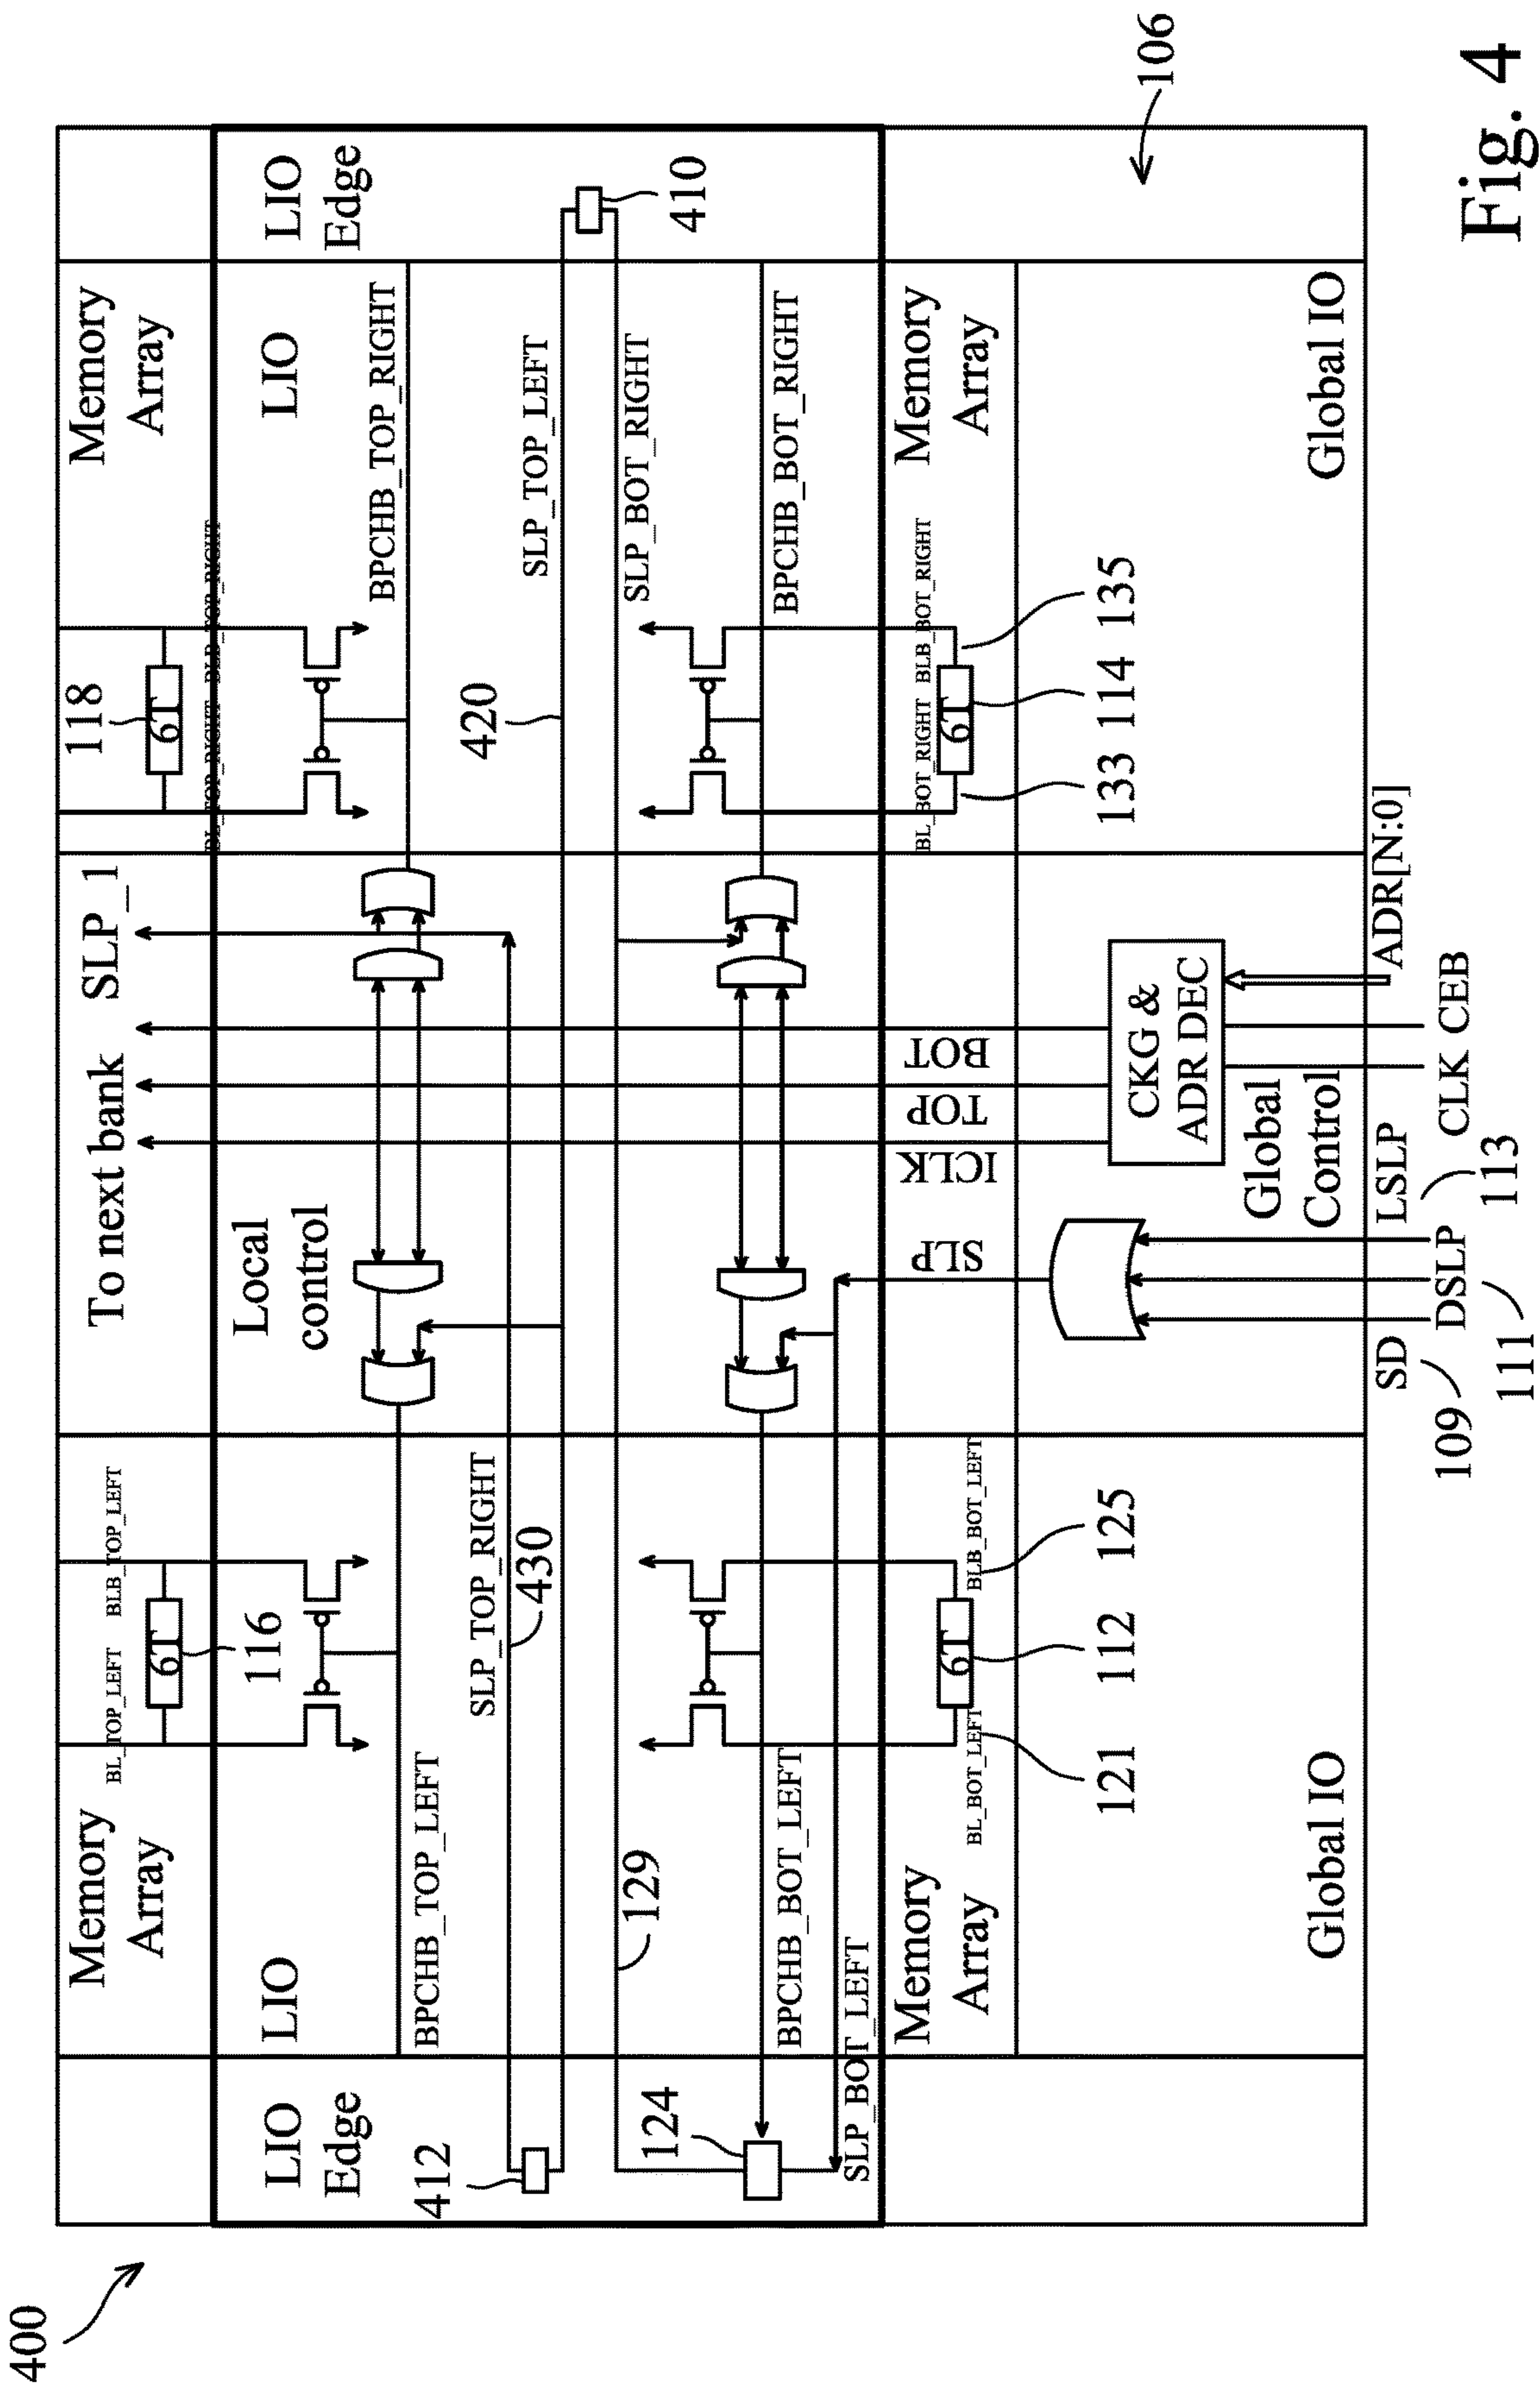 400
Memory
Array
BL_TOP_LEFT
BLB_TOP_LEFT
6T
116
To next bank
SLP_1
118
6T
BL_TOP_RIGHT
BLB_TOP_RIGHT
Memory
Array
LIO
Edge
LIO
Local
control
LIO
LIO
Edge
BPCHB_TOP_LEFT
BPCHB_TOP_RIGHT
412
SLP_TOP_RIGHT
430
420
SLP_TOP_LEFT
410
129
SLP_BOT_RIGHT
124
BPCHB_BOT_LEFT
BPCHB_BOT_RIGHT
SLP_BOT_LEFT
Memory
Array
BL_BOT_LEFT
BLB_BOT_LEFT
6T
SLP
ICLK
TOP
BOT
BL_BOT_RIGHT
BLB_BOT_RIGHT
6T
Memory
Array
121
112
125
133
114
135
106
CKG &
ADR DEC
Global
Control
Global IO
Global IO
SD
LSLP
ADR[N:0]
109
DSLP
CLK
CEB
111
113
Fig. 4